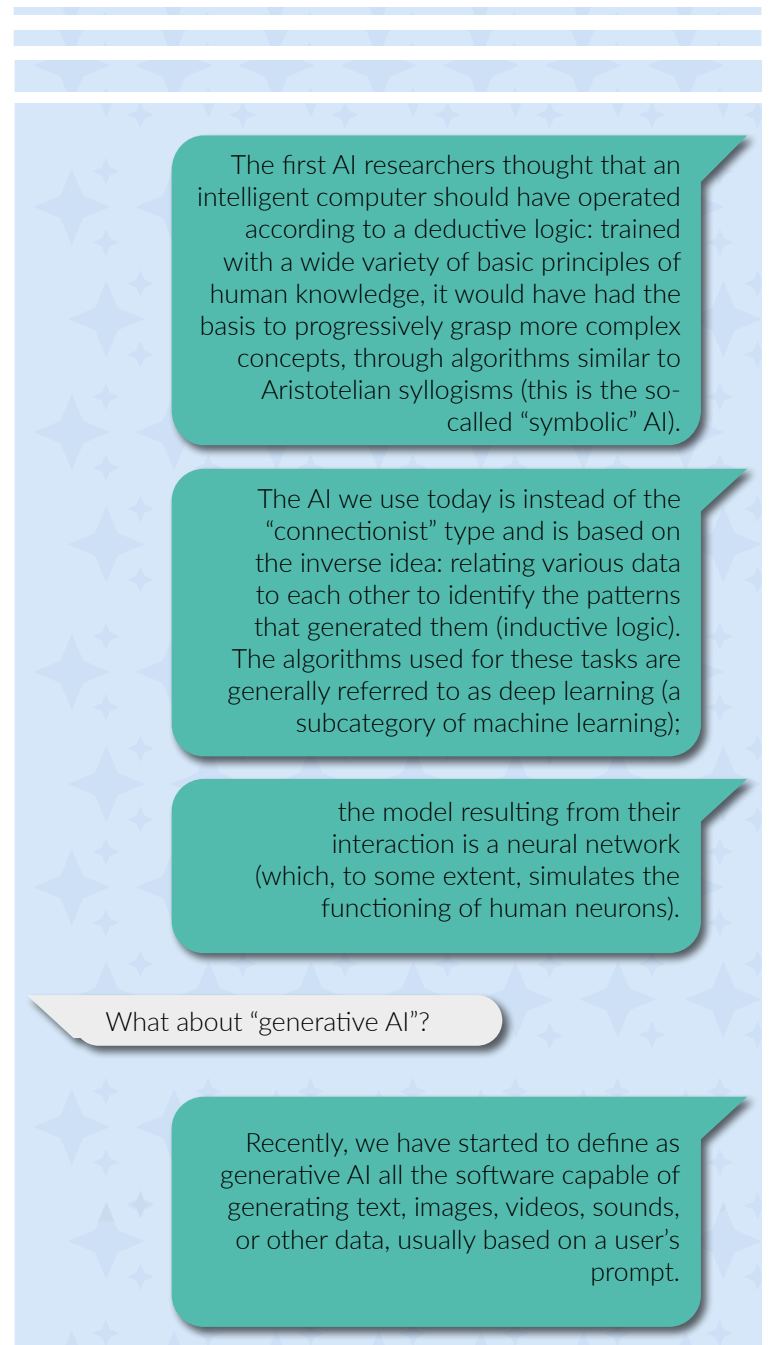 The first AI researchers thought that an
intelligent computer should have operated
according to a deductive logic: trained
with a wide variety of basic principles of
human knowledge, it would have had the
basis to progressively grasp more complex
concepts, through algorithms similar to
Aristotelian syllogisms (this is the so-
called “symbolic” AI).
The AI we use today is instead of the
“connectionist” type and is based on
the inverse idea: relating various data
to each other to identify the patterns
that generated them (inductive logic).
The algorithms used for these tasks are
generally referred to as deep learning (a
subcategory of machine learning);
the model resulting from their
interaction is a neural network
(which, to some extent, simulates the
functioning of human neurons).
What about “generative AI”?
Recently, we have started to define as
generative AI all the software capable of
generating text, images, videos, sounds,
or other data, usually based on a user’s
prompt.